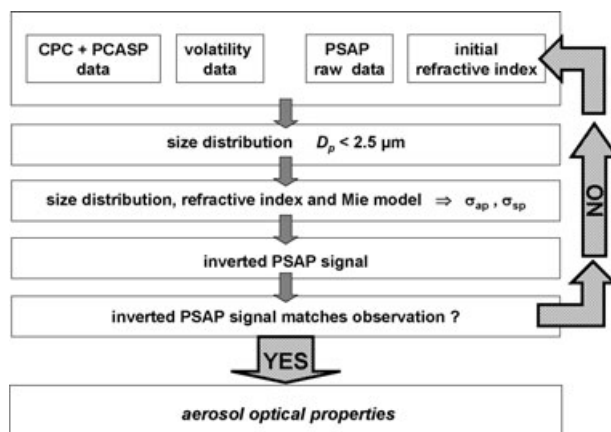 CPC + PCASP
data
volatility
data
PSAP
raw data
initial
refractive index
size distribution Dp < 2.5 µm
size distribution, refractive index and Mie model ⇒ σap , σsp
inverted PSAP signal
inverted PSAP signal matches observation ?
NO
YES
aerosol optical properties